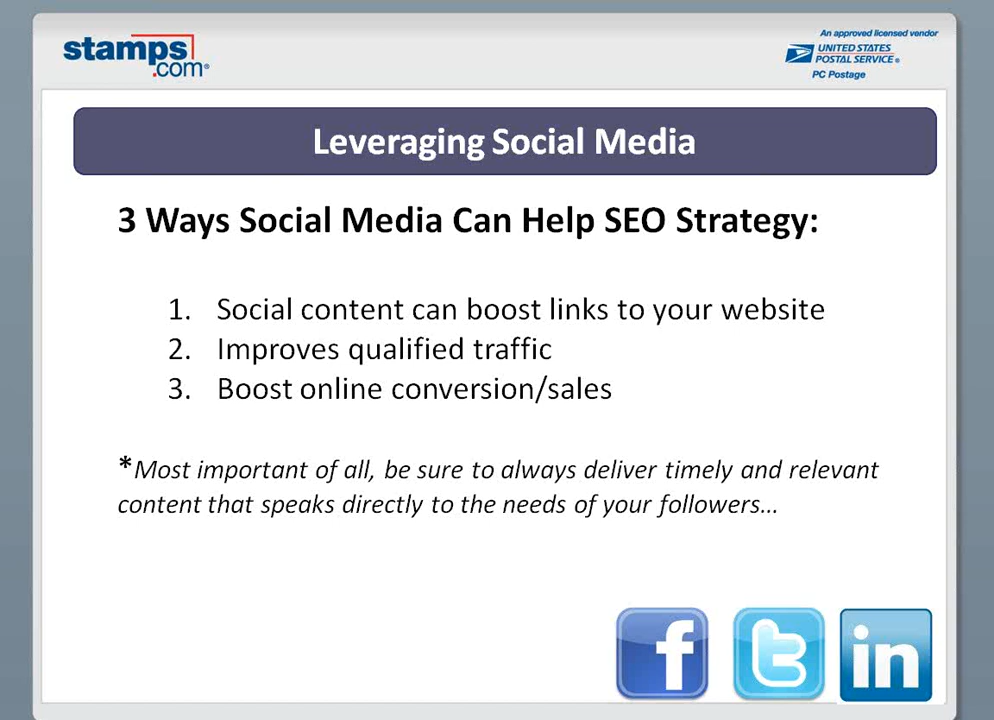 stamps
.com®
An approved licensed vendor
UNITED STATES
POSTAL SERVICE®
PC Postage
Leveraging Social Media
3 Ways Social Media Can Help SEO Strategy:
1. Social content can boost links to your website
2. Improves qualified traffic
3. Boost online conversion/sales
*Most important of all, be sure to always deliver timely and relevant
content that speaks directly to the needs of your followers...
f t in